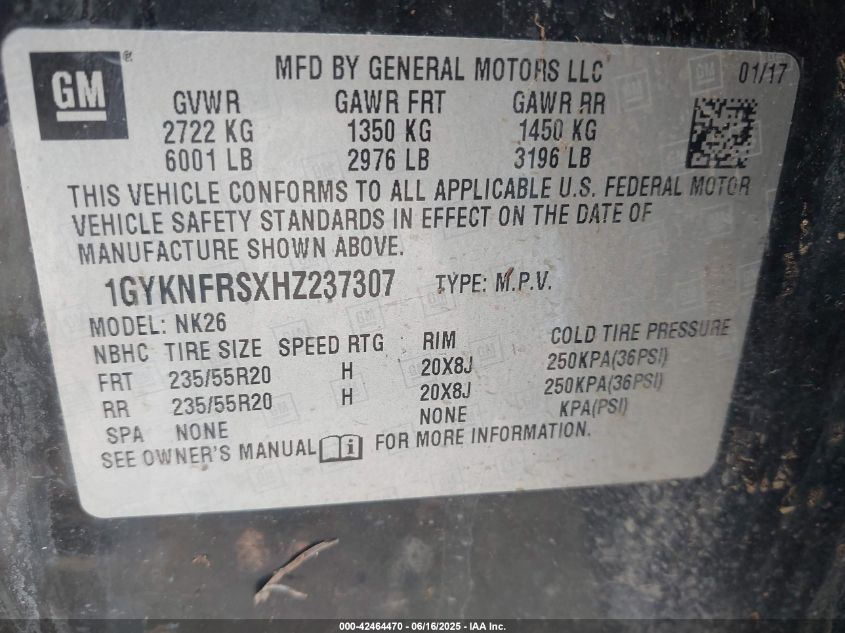 GM ®
MFD BY GENERAL MOTORS LLC 01/17
GVWR GAWR FRT GAWR RR
2722 KG 1350 KG 1450 KG
6001 LB 2976 LB 3196 LB
THIS VEHICLE CONFORMS TO ALL APPLICABLE U.S. FEDERAL MOTOR
VEHICLE SAFETY STANDARDS IN EFFECT ON THE DATE OF
MANUFACTURE SHOWN ABOVE.
1GYKNFRSXHZ237307 TYPE: M.P.V.
MODEL: NK26
NBHC TIRE SIZE SPEED RTG RIM COLD TIRE PRESSURE
FRT 235/55R20 H 20X8J 250KPA(36PSI)
RR 235/55R20 H 20X8J 250KPA(36PSI)
SPA NONE NONE KPA(PSI)
SEE OWNER'S MANUAL i FOR MORE INFORMATION.
000-42464470 - 06/16/2025 - IAA Inc.